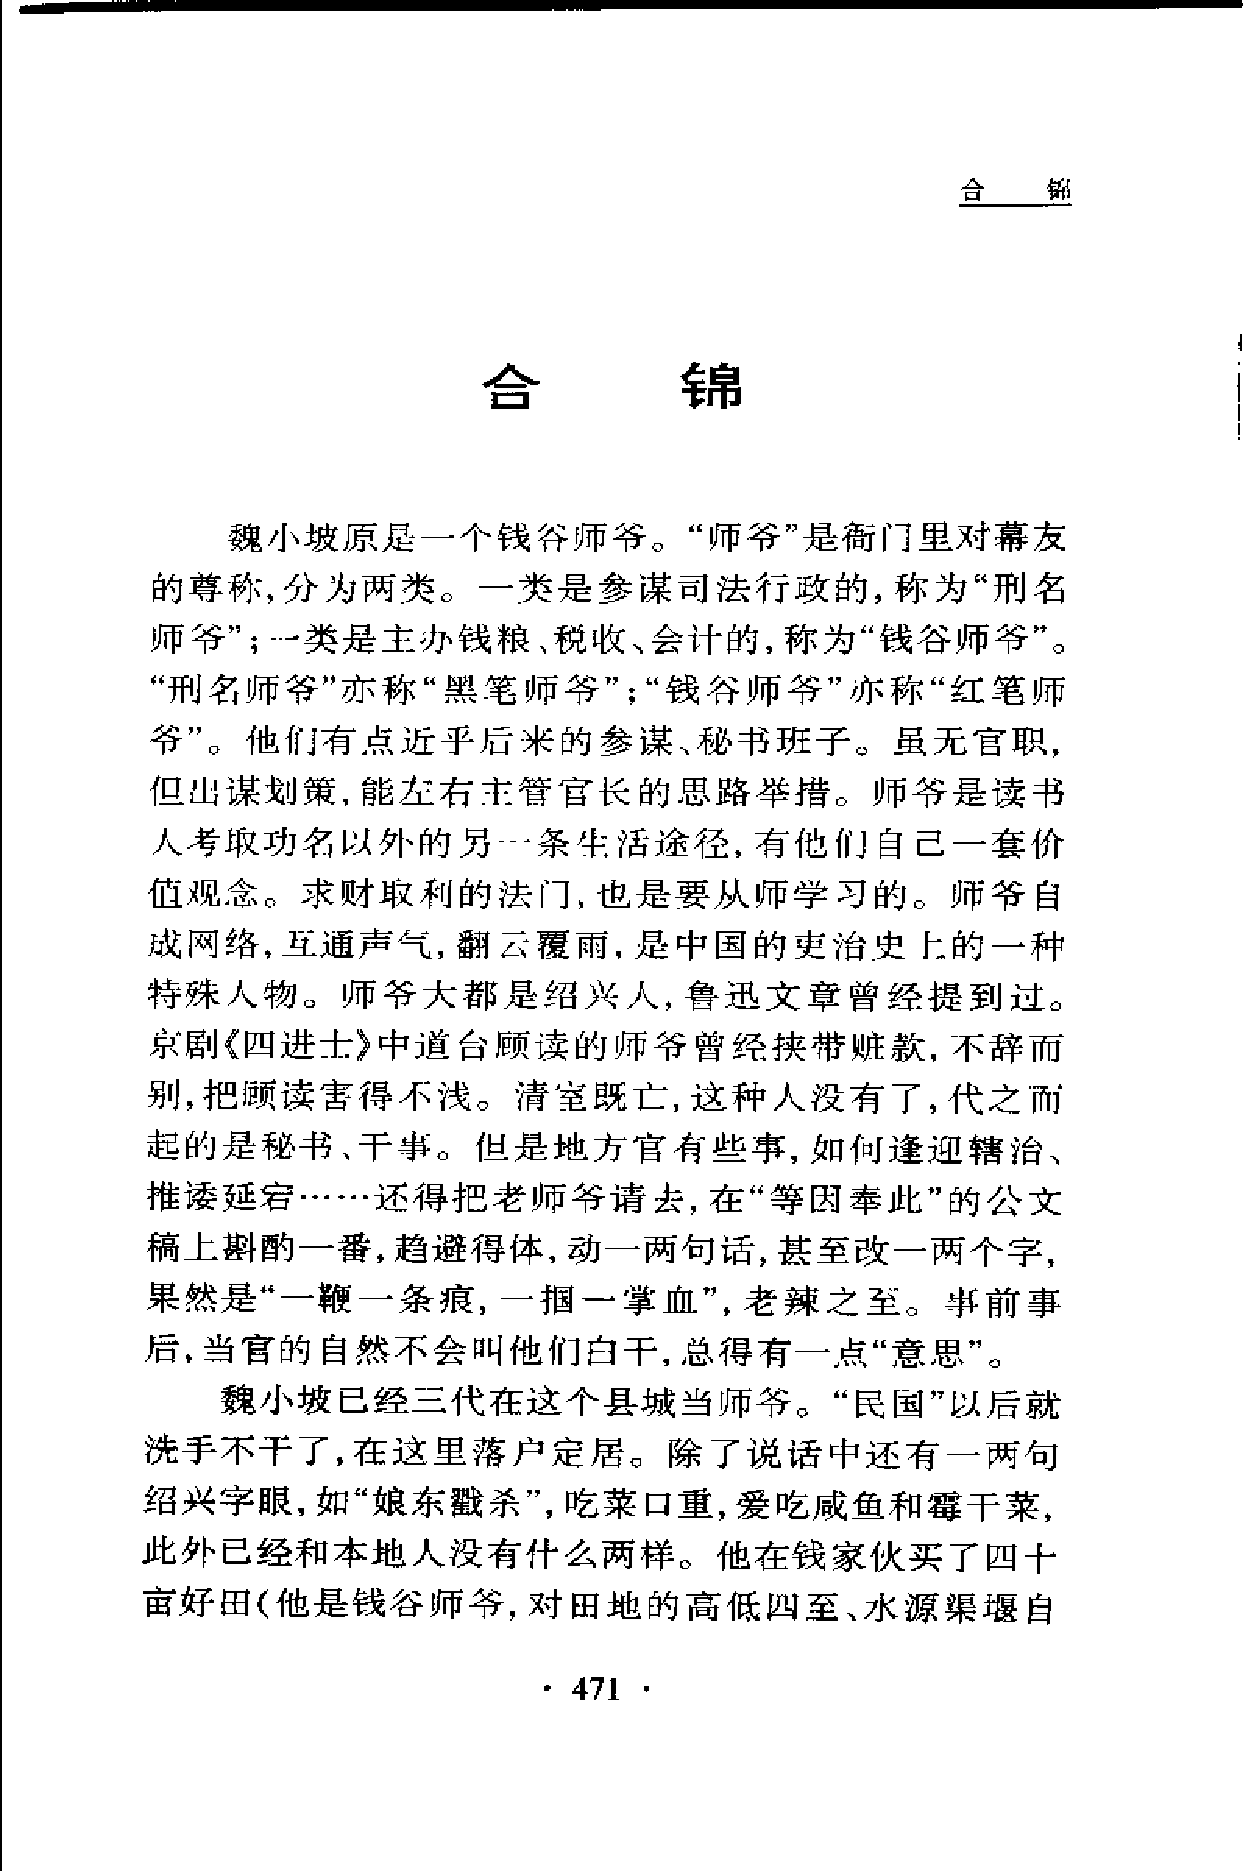 合 锦
合 锦
魏小坡原是一个钱谷师爷。“师爷”是衙门里对幕友
的尊称,分为两类。一类是参谋司法行政的,称为“刑名
师爷”;一类是主办钱粮、税收、会计的,称为“钱谷师爷”。
“刑名师爷”亦称“黑笔师爷”;“钱谷师爷”亦称“红笔师
爷”。他们有点近乎后来的参谋、秘书班子。虽无官职,
但出谋划策,能左右主管官长的思路举措。师爷是读书
人考取功名以外的另一条生活途径,有他们自己一套价
值观念。求财取利的法门,也是要从师学习的。师爷自
成网络,互通声气,翻云覆雨,是中国的吏治史上的一种
特殊人物。师爷大都是绍兴人,鲁迅文章曾经提到过。
京剧《四进士》中道台顾读的师爷曾经挟带赃款,不辞而
别,把顾读害得不浅。清室既亡,这种人没有了,代之而
起的是秘书、干事。但是地方官有些事,如何逢迎辖治、
推诿延宕……还得把老师爷请去,在“等因奉此”的公文
稿上斟酌一番,趋避得体,动一两句话,甚至改一两个字,
果然是“一鞭一条痕,一掴一掌血”,老辣之至。事前事
后,当官的自然不会叫他们白干,总得有一点“意思”。
魏小坡已经三代在这个县城当师爷。“民国”以后就
洗手不干了,在这里落户定居。除了说话中还有一两句
绍兴字眼,如“娘东戳杀”,吃菜口重,爱吃咸鱼和霉干菜,
此外已经和本地人没有什么两样。他在钱家伙买了四十
亩好田(他是钱谷师爷,对田地的高低四至、水源渠堰自
· 471 ·